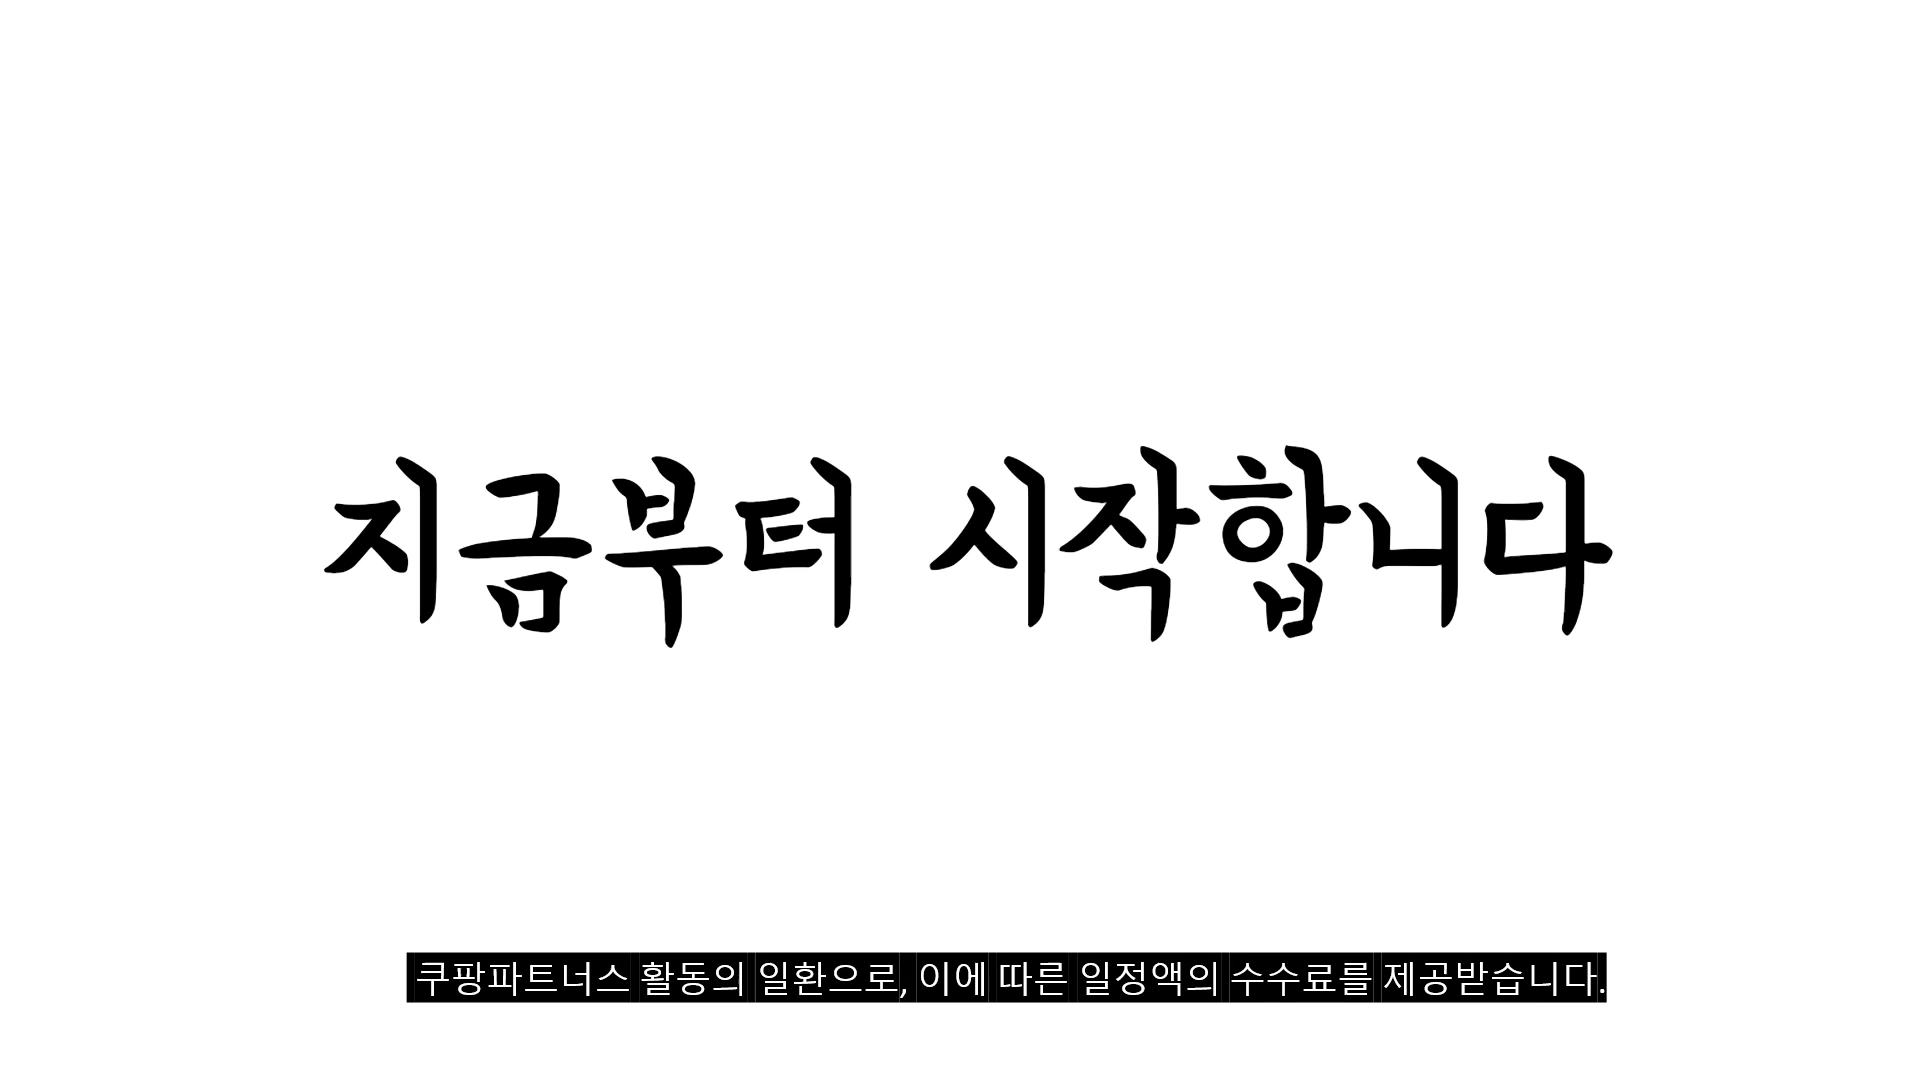 지금부터 시작합니다
쿠팡파트너스 활동의 일환으로, 이에 따른 일정액의 수수료를 제공받습니다.